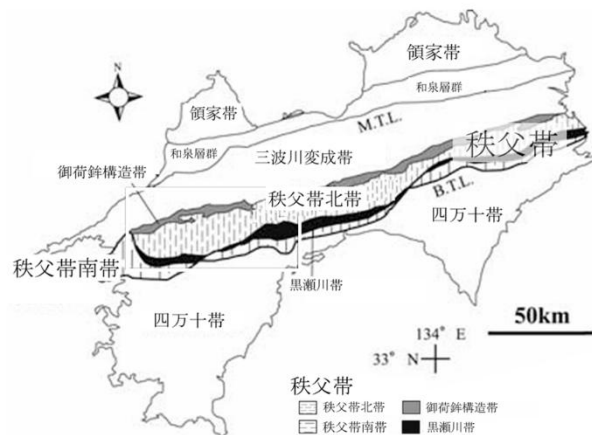 領家帯
和泉層群
N
領家帯
M.T.L.
和泉層群
三波川変成帯
秩父帯
御荷鉾構造帯
秩父帯北帯
B.T.L.
四万十帯
秩父帯南帯
黒瀬川帯
四万十帯
134° E
33° N
50km
秩父帯
秩父帯北帯 御荷鉾構造帯
秩父帯南帯 黒瀬川帯